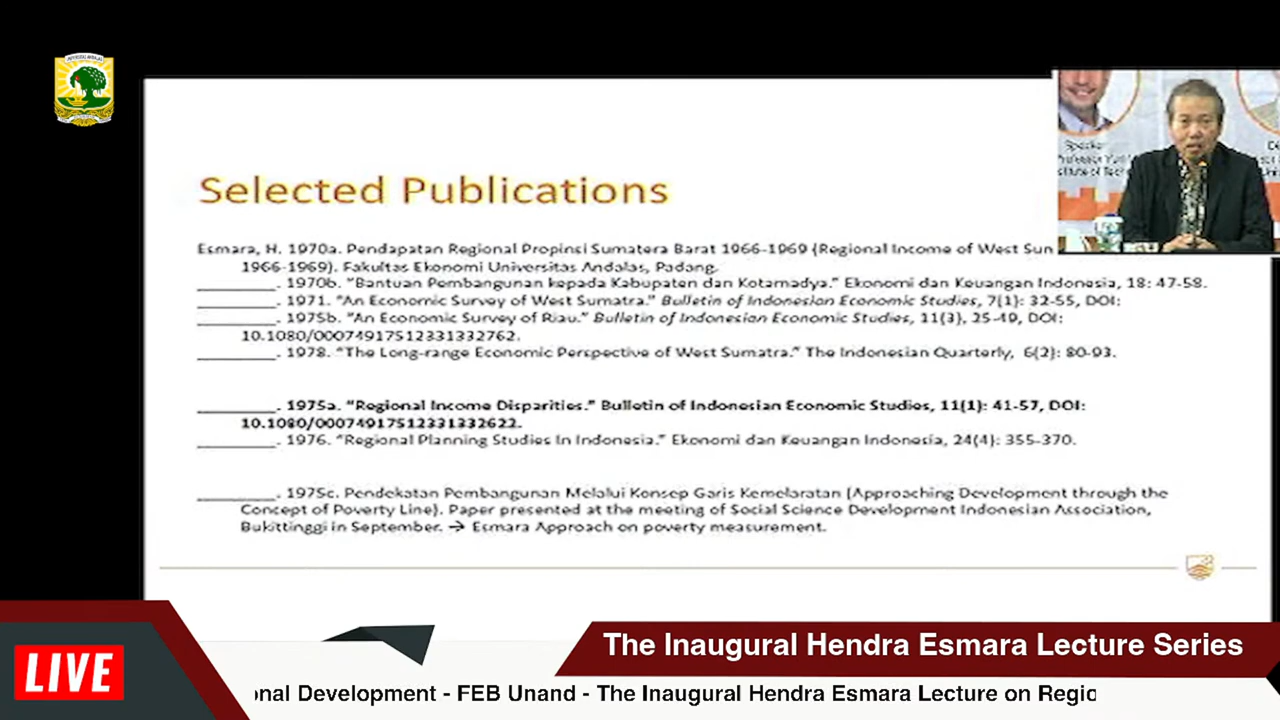 Selected Publications
Esmara, H. 1970a. Pendapatan Regional Propinsi Sumatera Barat 1966-1969 (Regional Income of West Sum
1966-1969). Fakultas Ekonomi Universitas Andalas, Padang.
________. 1970b. "Bantuan Pembangunan kepada Kabupaten dan Kotamadya." Ekonomi dan Keuangan Indonesia, 18: 47-58.
________. 1971. "An Economic Survey of West Sumatra." Bulletin of Indonesian Economic Studies, 7(1): 32-55, DOI:
________. 1975b. "An Economic Survey of Riau." Bulletin of Indonesian Economic Studies, 11(3), 25-49, DOI:
10.1080/00074917512331332762.
________. 1978. "The Long-range Economic Perspective of West Sumatra." The Indonesian Quarterly, 6(2): 80-93.
________. 1975a. "Regional Income Disparities." Bulletin of Indonesian Economic Studies, 11(1): 41-57, DOI:
10.1080/00074917512331332622.
________. 1976. "Regional Planning Studies In Indonesia." Ekonomi dan Keuangan Indonesia, 24(4): 355-370.
________. 1975c. Pendekatan Pembangunan Melalui Konsep Garis Kemelaratan (Approaching Development through the
Concept of Poverty Line). Paper presented at the meeting of Social Science Development Indonesian Association,
Bukittinggi in September. → Esmara Approach on poverty measurement.
Speaker
The Inaugural Hendra Esmara Lecture Series
LIVE
onal Development - FEB Unand - The Inaugural Hendra Esmara Lecture on Regio